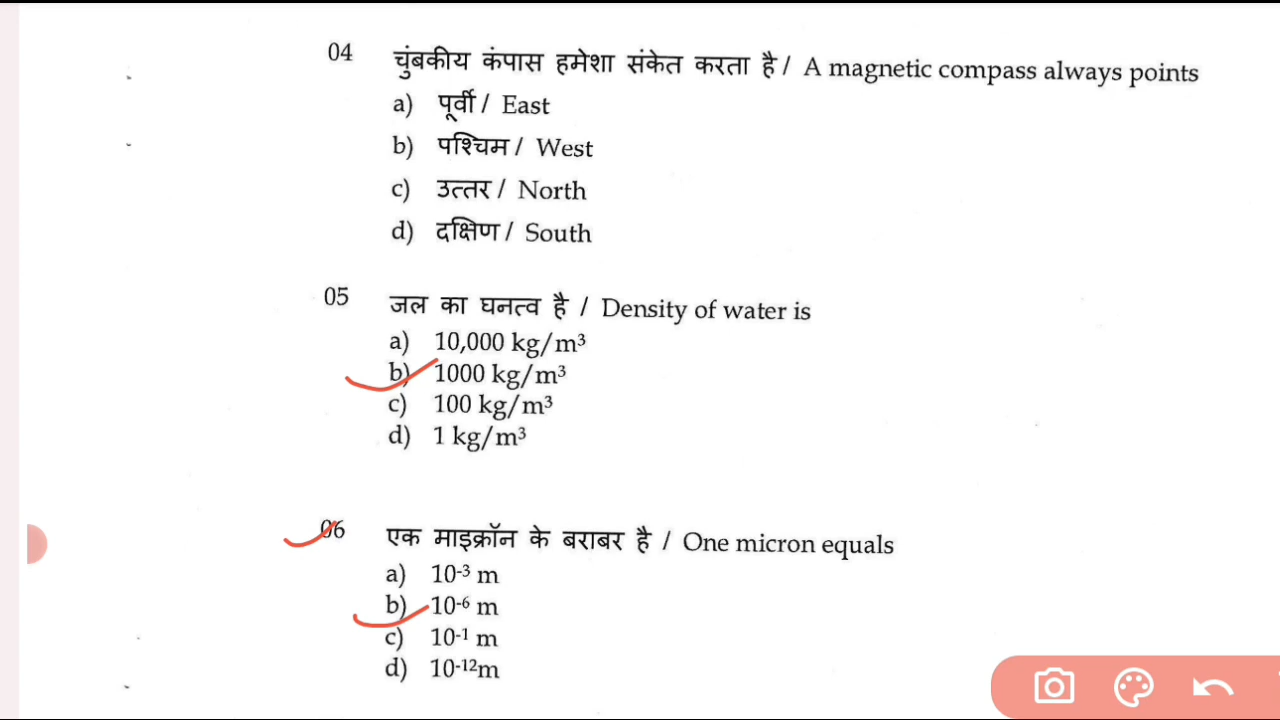 04 चुंबकीय कंपास हमेशा संकेत करता है / A magnetic compass always points
a) पूर्वी / East
b) पश्चिम / West
c) उत्तर / North
d) दक्षिण / South
05 जल का घनत्व है / Density of water is
a) 10,000 kg/m³
b) 1000 kg/m³
c) 100 kg/m³
d) 1 kg/m³
06 एक माइक्रॉन के बराबर है / One micron equals
a) 10⁻³ m
b) 10⁻⁶ m
c) 10⁻¹ m
d) 10⁻¹²m